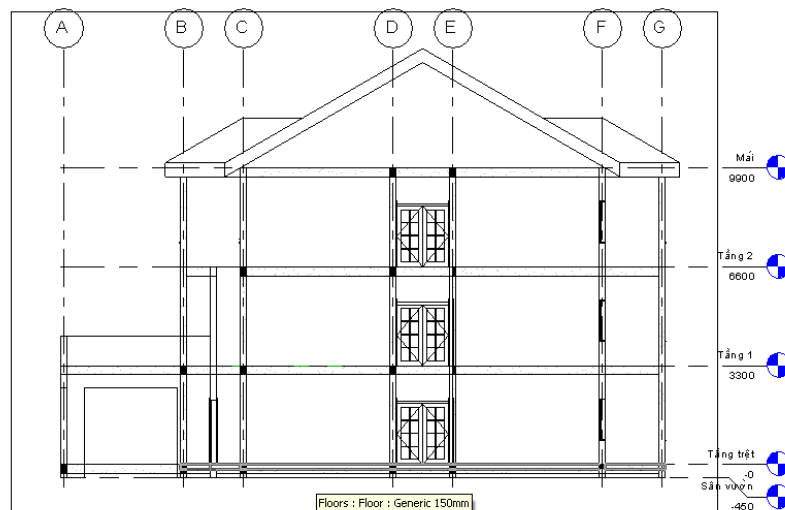 A B C D E F G
Mái
9900
Tầng 2
6600
Tầng 1
3300
Tầng trệt
-0
Sân vườn
-450
Floors : Floor : Generic 150mm